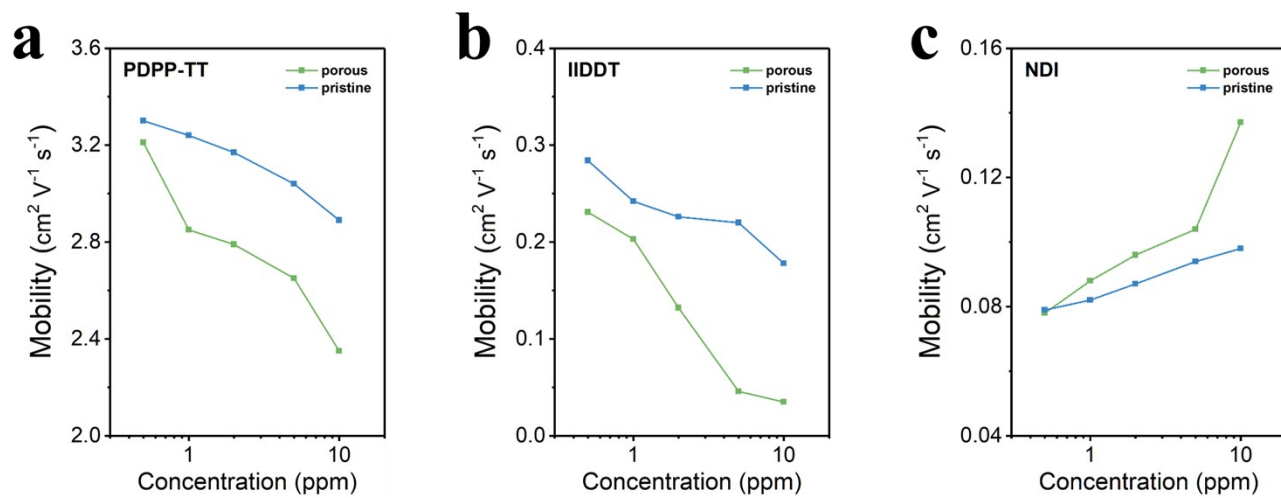 a
PDPP-TT
porous
pristine
3.6
3.2
2.8
2.4
2.0
Mobility (cm² V⁻¹ s⁻¹)
1
10
Concentration (ppm)
b
IIDDT
porous
pristine
0.4
0.3
0.2
0.1
0.0
Mobility (cm² V⁻¹ s⁻¹)
1
10
Concentration (ppm)
c
NDI
porous
pristine
0.16
0.12
0.08
0.04
Mobility (cm² V⁻¹ s⁻¹)
1
10
Concentration (ppm)